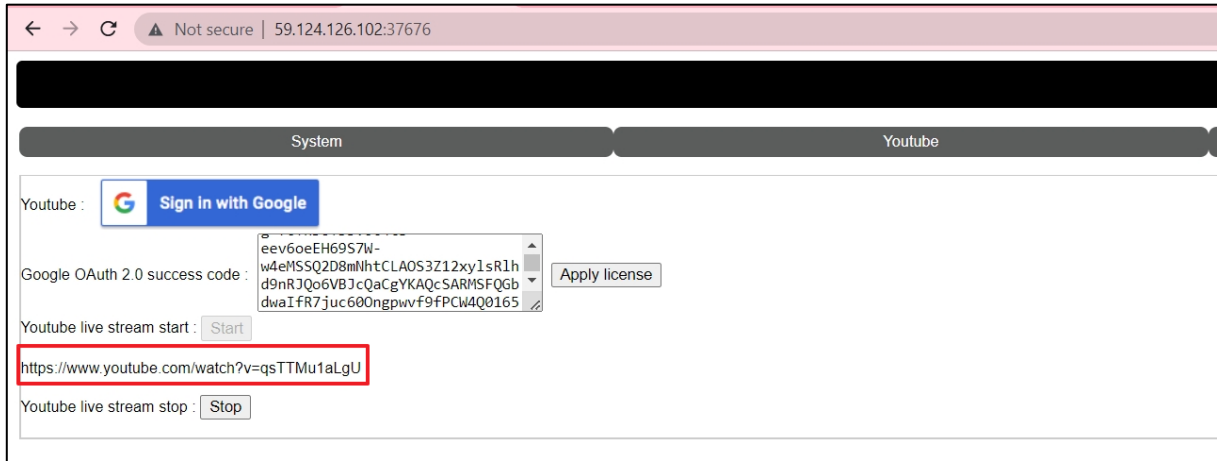 Not secure | 59.124.126.102:37676
System Youtube
Youtube : G Sign in with Google
eev6oeEH69S7W-
w4eMSSQ2D8mNhtCLAOS3Z12xylsRlh
Google OAuth 2.0 success code : d9nRJQo6VBJcQaCgYKAQcSARMSFQGb Apply license
dwaIfR7juc60Ongpwvf9fPCW4Q0165
Youtube live stream start : Start
https://www.youtube.com/watch?v=qsTTMu1aLgU
Youtube live stream stop : Stop